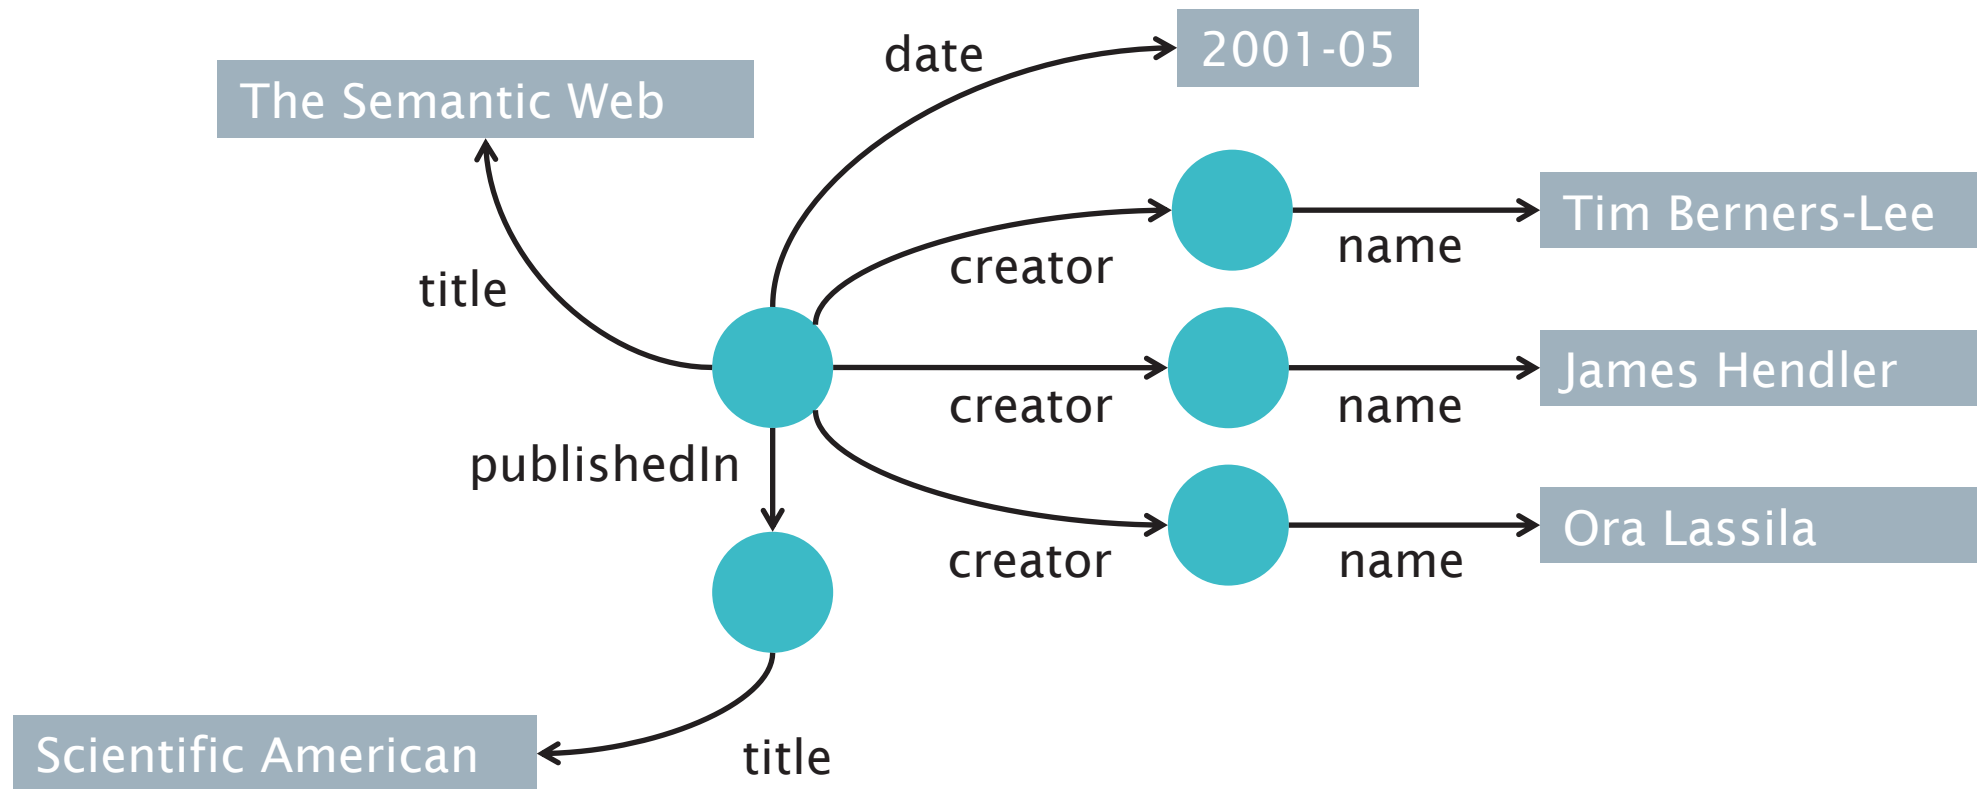 date
2001-05
The Semantic Web
Tim Berners-Lee
name
creator
title
James Hendler
creator
name
publishedIn
Ora Lassila
creator
name
Scientific American
title